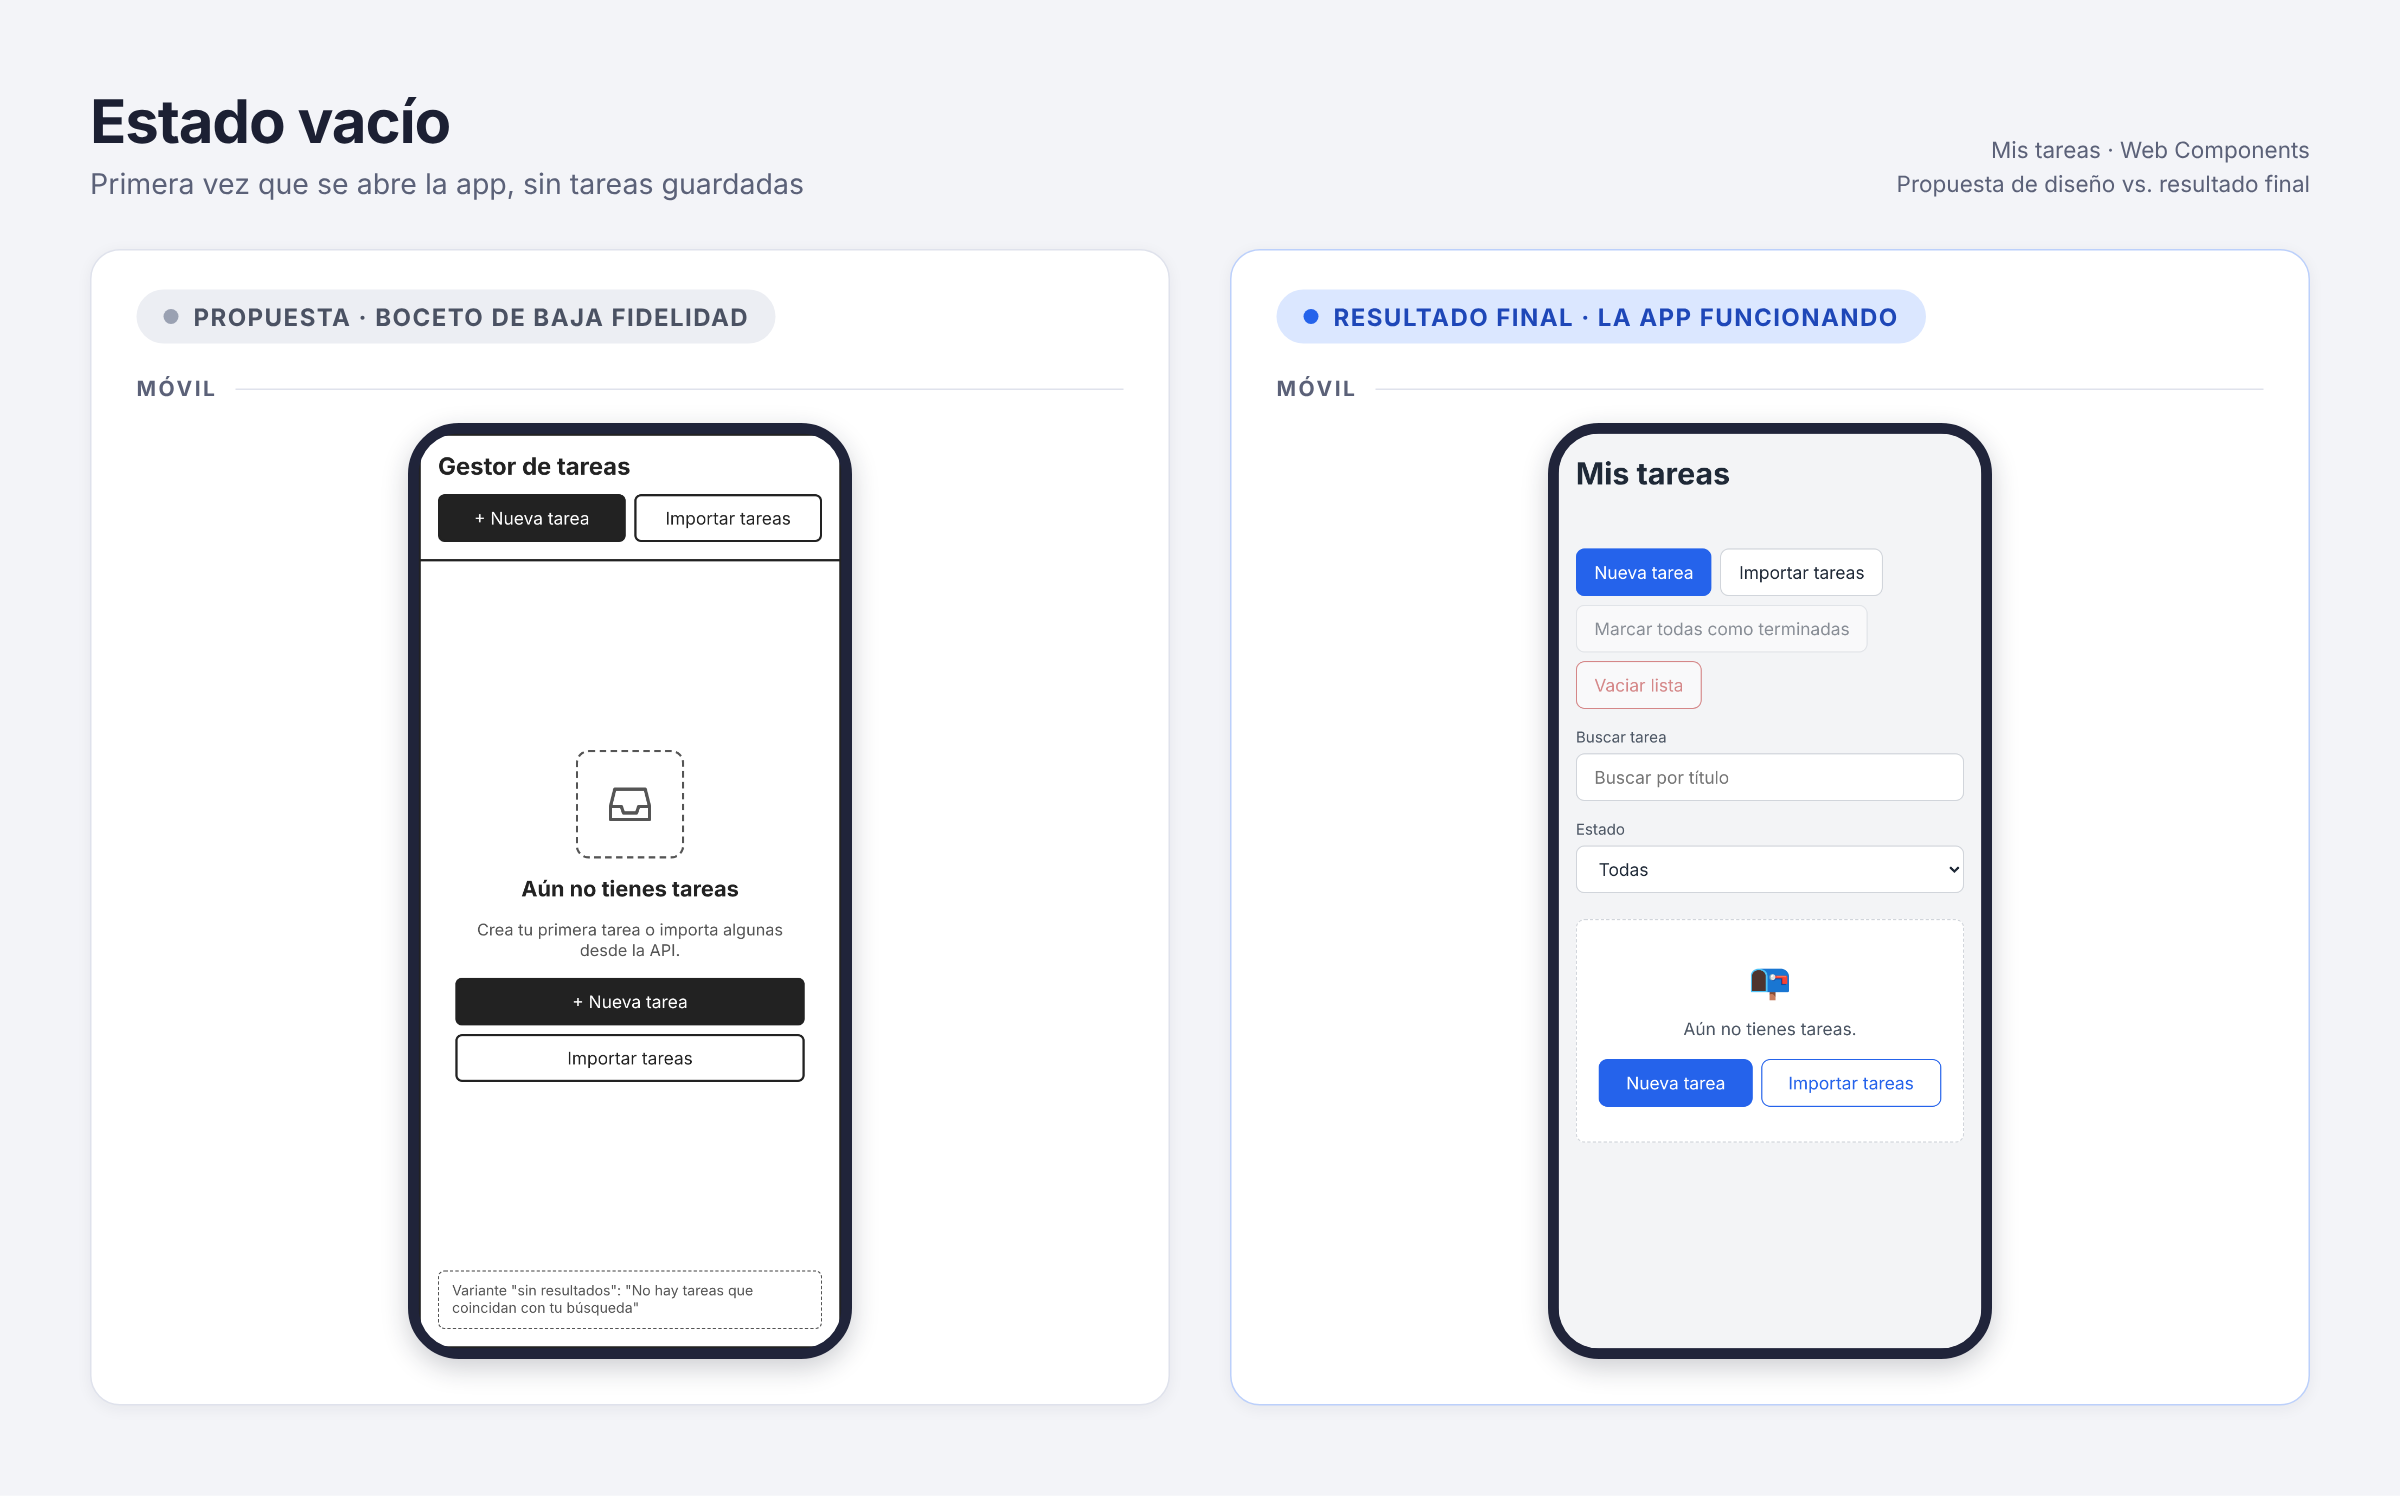 Estado vacío
Primera vez que se abre la app, sin tareas guardadas
Mis tareas · Web Components
Propuesta de diseño vs. resultado final
PROPUESTA · BOCETO DE BAJA FIDELIDAD
MÓVIL
Gestor de tareas
+ Nueva tarea
Importar tareas
Aún no tienes tareas
Crea tu primera tarea o importa algunas
desde la API.
+ Nueva tarea
Importar tareas
Variante "sin resultados": "No hay tareas que
coincidan con tu búsqueda"
RESULTADO FINAL · LA APP FUNCIONANDO
MÓVIL
Mis tareas
Nueva tarea
Importar tareas
Marcar todas como terminadas
Vaciar lista
Buscar tarea
Buscar por título
Estado
Todas
Aún no tienes tareas.
Nueva tarea
Importar tareas